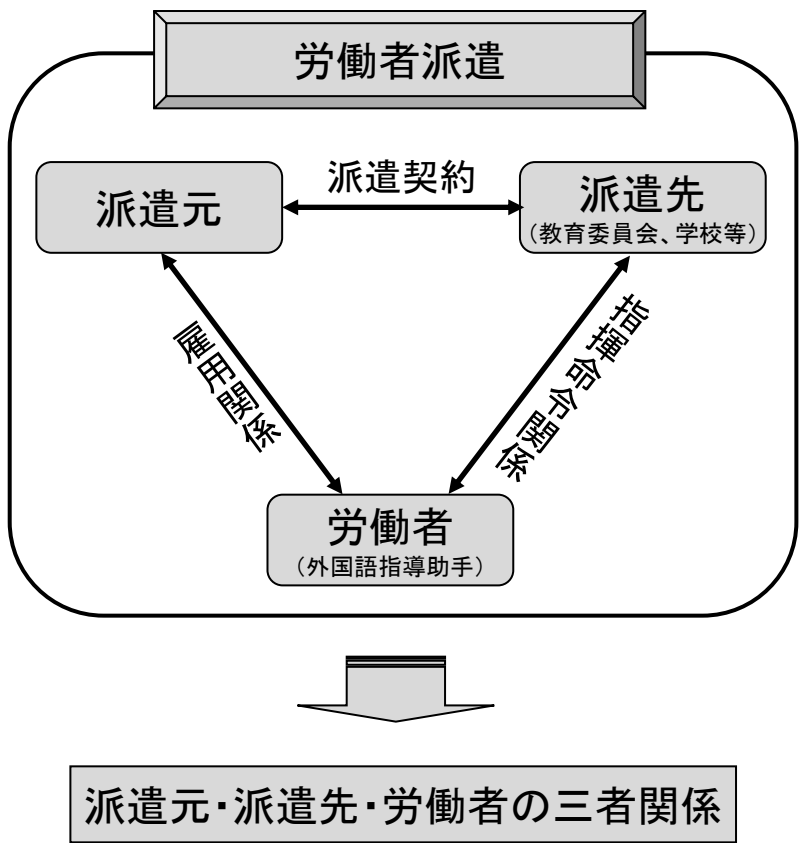 労働者派遣
派遣契約
派遣元
派遣先
（教育委員会、学校等）
雇用関係
指揮命令関係
労働者
（外国語指導助手）
派遣元・派遣先・労働者の三者関係